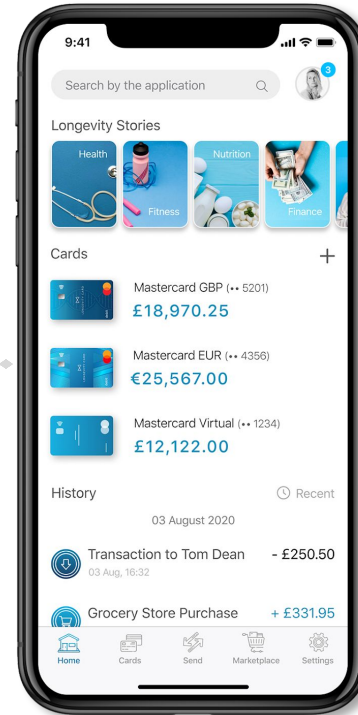 9:41
3
Search by the application
Longevity Stories
Health
Fitness
Nutrition
Finance
Cards
Mastercard GBP (•• 5201)
£18,970.25
Mastercard EUR (•• 4356)
€25,567.00
Mastercard Virtual (•• 1234)
£12,122.00
History
Recent
03 August 2020
Transaction to Tom Dean - £250.50
03 Aug, 16:32
Grocery Store Purchase + £331.95
Home Cards Send Marketplace Settings